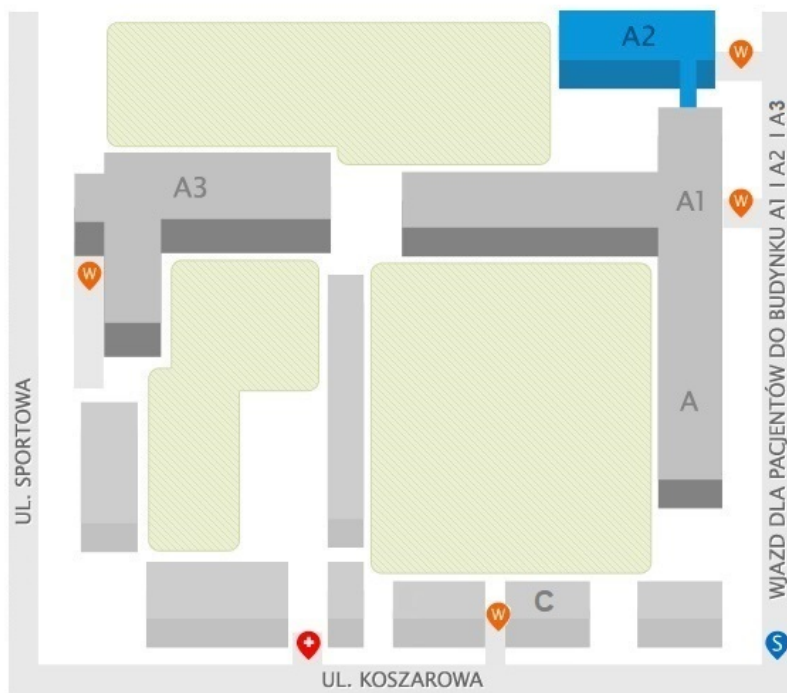 A2
W
A3
A1
W
W
A
UL. SPORTOWA
WJAZD DLA PACJENTÓW DO BUDYNKU A1 I A2 I A3
C
W
S
UL. KOSZAROWA